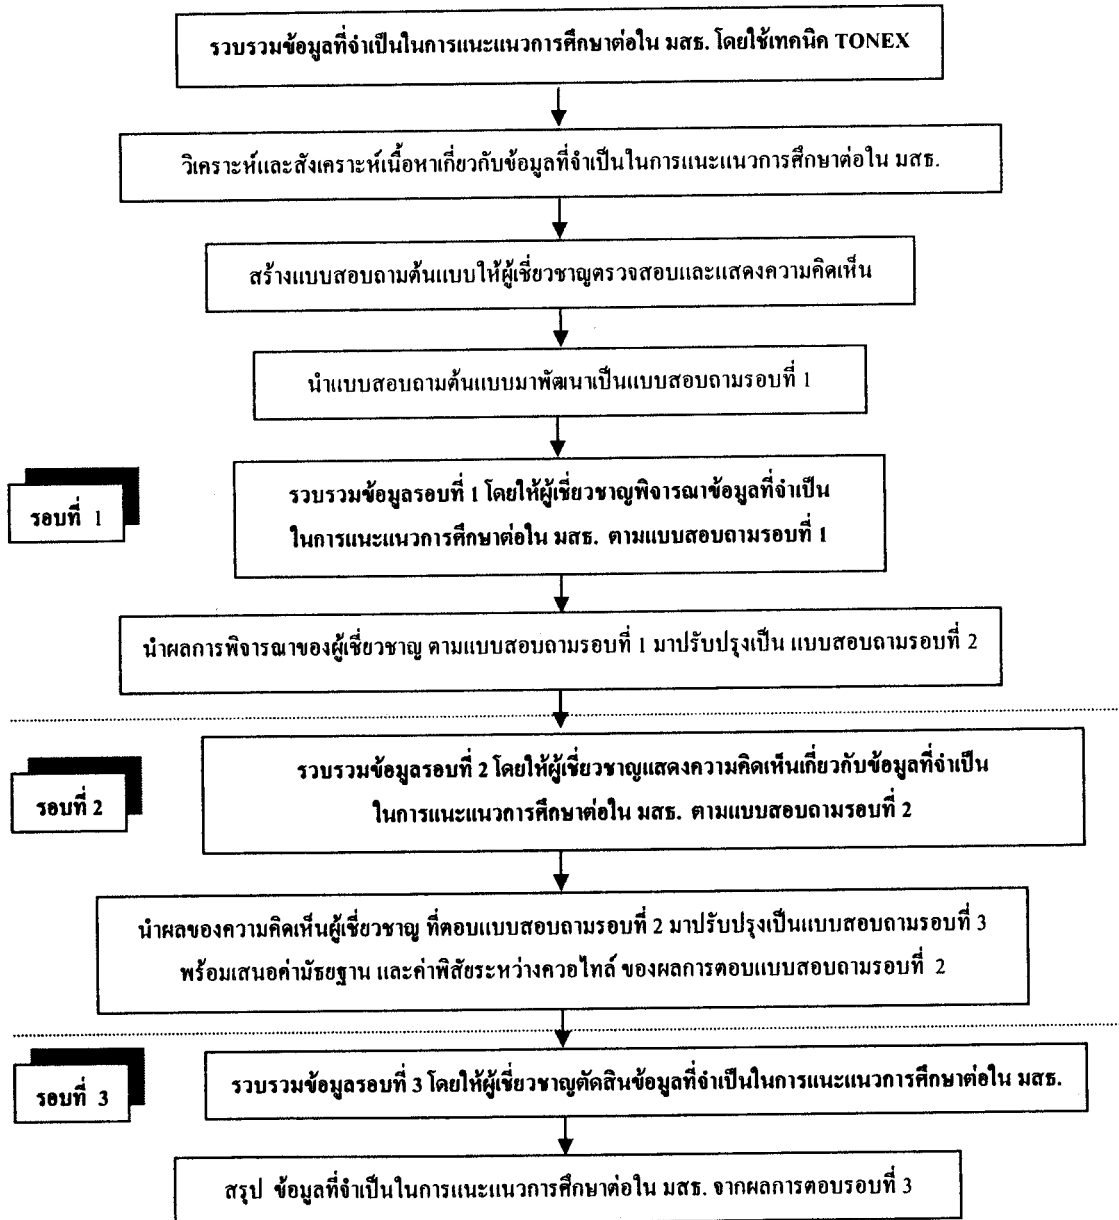 รวบรวมข้อมูลที่จำเป็นในการแนะแนวการศึกษาต่อใน มสธ. โดยใช้เทคนิค TONEX
วิเคราะห์และสังเคราะห์เนื้อหาเกี่ยวกับข้อมูลที่จำเป็นในการแนะแนวการศึกษาต่อใน มสธ.
สร้างแบบสอบถามต้นแบบให้ผู้เชี่ยวชาญตรวจสอบและแสดงความคิดเห็น
นำแบบสอบถามต้นแบบมาพัฒนาเป็นแบบสอบถามรอบที่ 1
รอบที่ 1
รวบรวมข้อมูลรอบที่ 1 โดยให้ผู้เชี่ยวชาญพิจารณาข้อมูลที่จำเป็น
ในการแนะแนวการศึกษาต่อใน มสธ. ตามแบบสอบถามรอบที่ 1
นำผลการพิจารณาของผู้เชี่ยวชาญ ตามแบบสอบถามรอบที่ 1 มาปรับปรุงเป็น แบบสอบถามรอบที่ 2
รอบที่ 2
รวบรวมข้อมูลรอบที่ 2 โดยให้ผู้เชี่ยวชาญแสดงความคิดเห็นเกี่ยวกับข้อมูลที่จำเป็น
ในการแนะแนวการศึกษาต่อใน มสธ. ตามแบบสอบถามรอบที่ 2
นำผลของความคิดเห็นผู้เชี่ยวชาญ ที่ตอบแบบสอบถามรอบที่ 2 มาปรับปรุงเป็นแบบสอบถามรอบที่ 3
พร้อมเสนอค่ามัธยฐาน และค่าพิสัยระหว่างควอไทล์ ของผลการตอบแบบสอบถามรอบที่ 2
รอบที่ 3
รวบรวมข้อมูลรอบที่ 3 โดยให้ผู้เชี่ยวชาญตัดสินข้อมูลที่จำเป็นในการแนะแนวการศึกษาต่อใน มสธ.
สรุป ข้อมูลที่จำเป็นในการแนะแนวการศึกษาต่อใน มสธ. จากผลการตอบรอบที่ 3